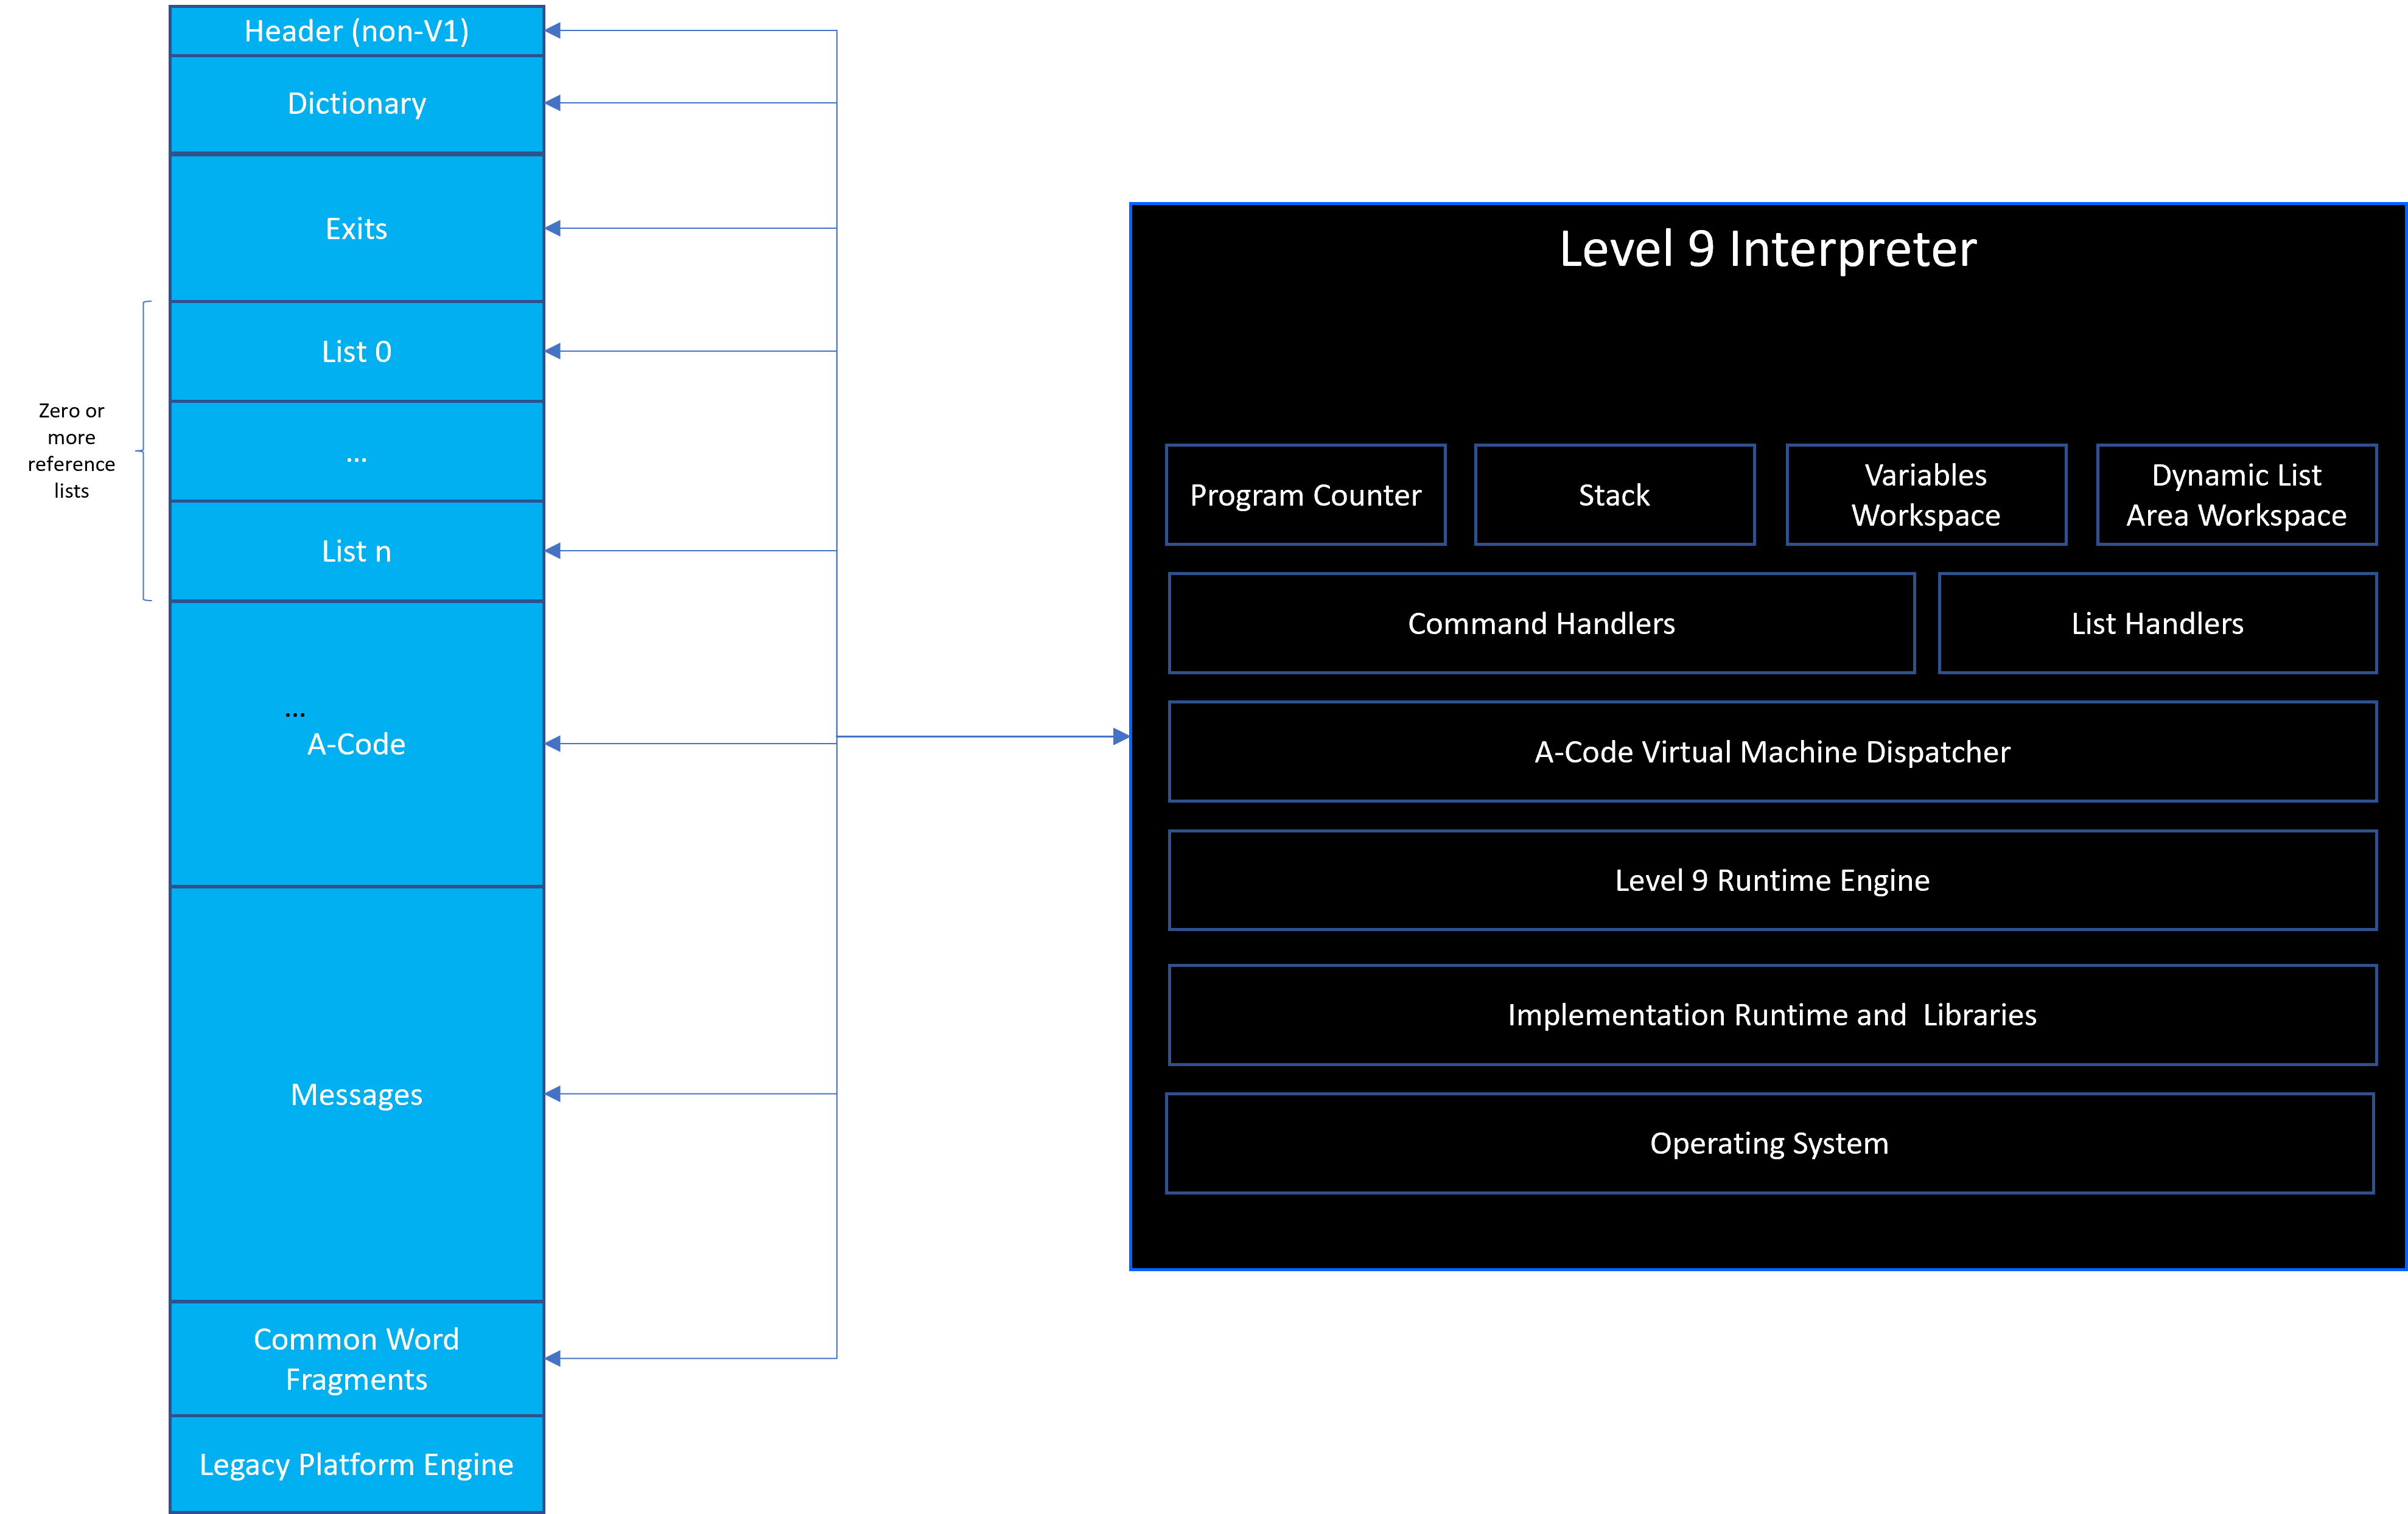 Header (non-V1)
Dictionary
Exits
List 0
...
List n
Zero or
more
reference
lists
...
A-Code
Messages
Common Word
Fragments
Legacy Platform Engine
Level 9 Interpreter
Program Counter
Stack
Variables
Workspace
Dynamic List
Area Workspace
Command Handlers
List Handlers
A-Code Virtual Machine Dispatcher
Level 9 Runtime Engine
Implementation Runtime and  Libraries
Operating System